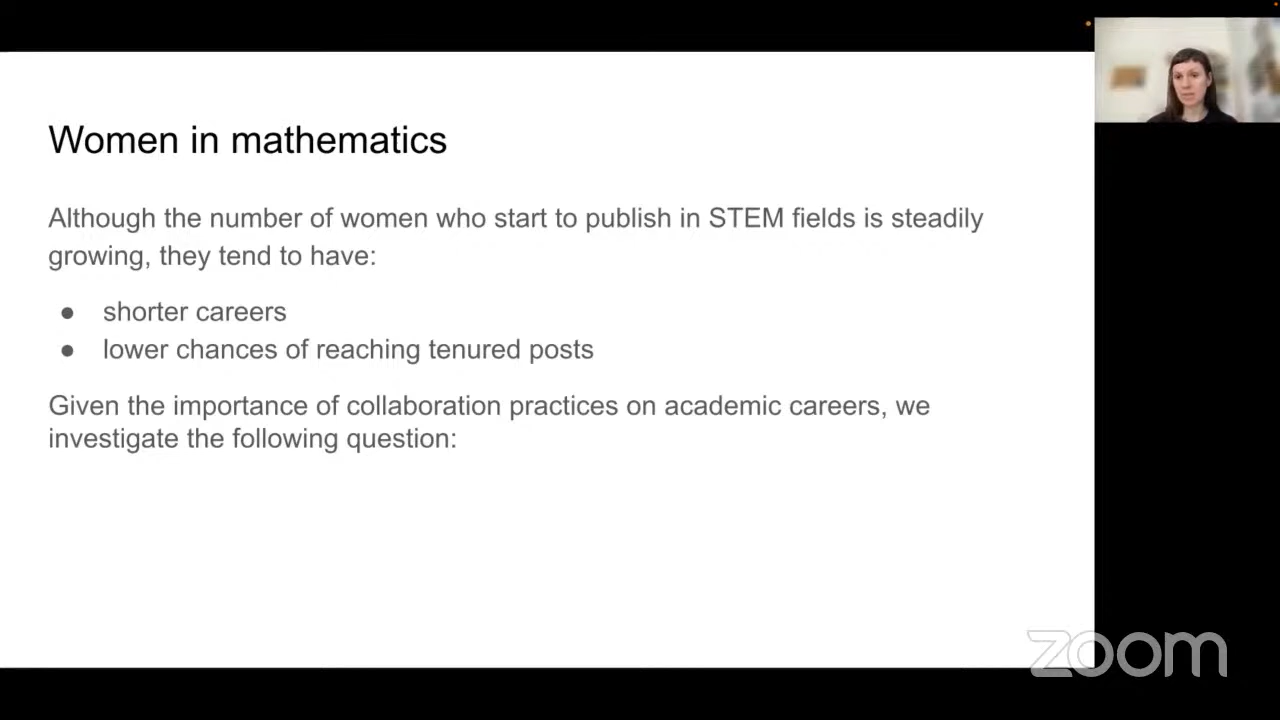 Women in mathematics
Although the number of women who start to publish in STEM fields is steadily
growing, they tend to have:
● shorter careers
● lower chances of reaching tenured posts
Given the importance of collaboration practices on academic careers, we
investigate the following question:
zoom